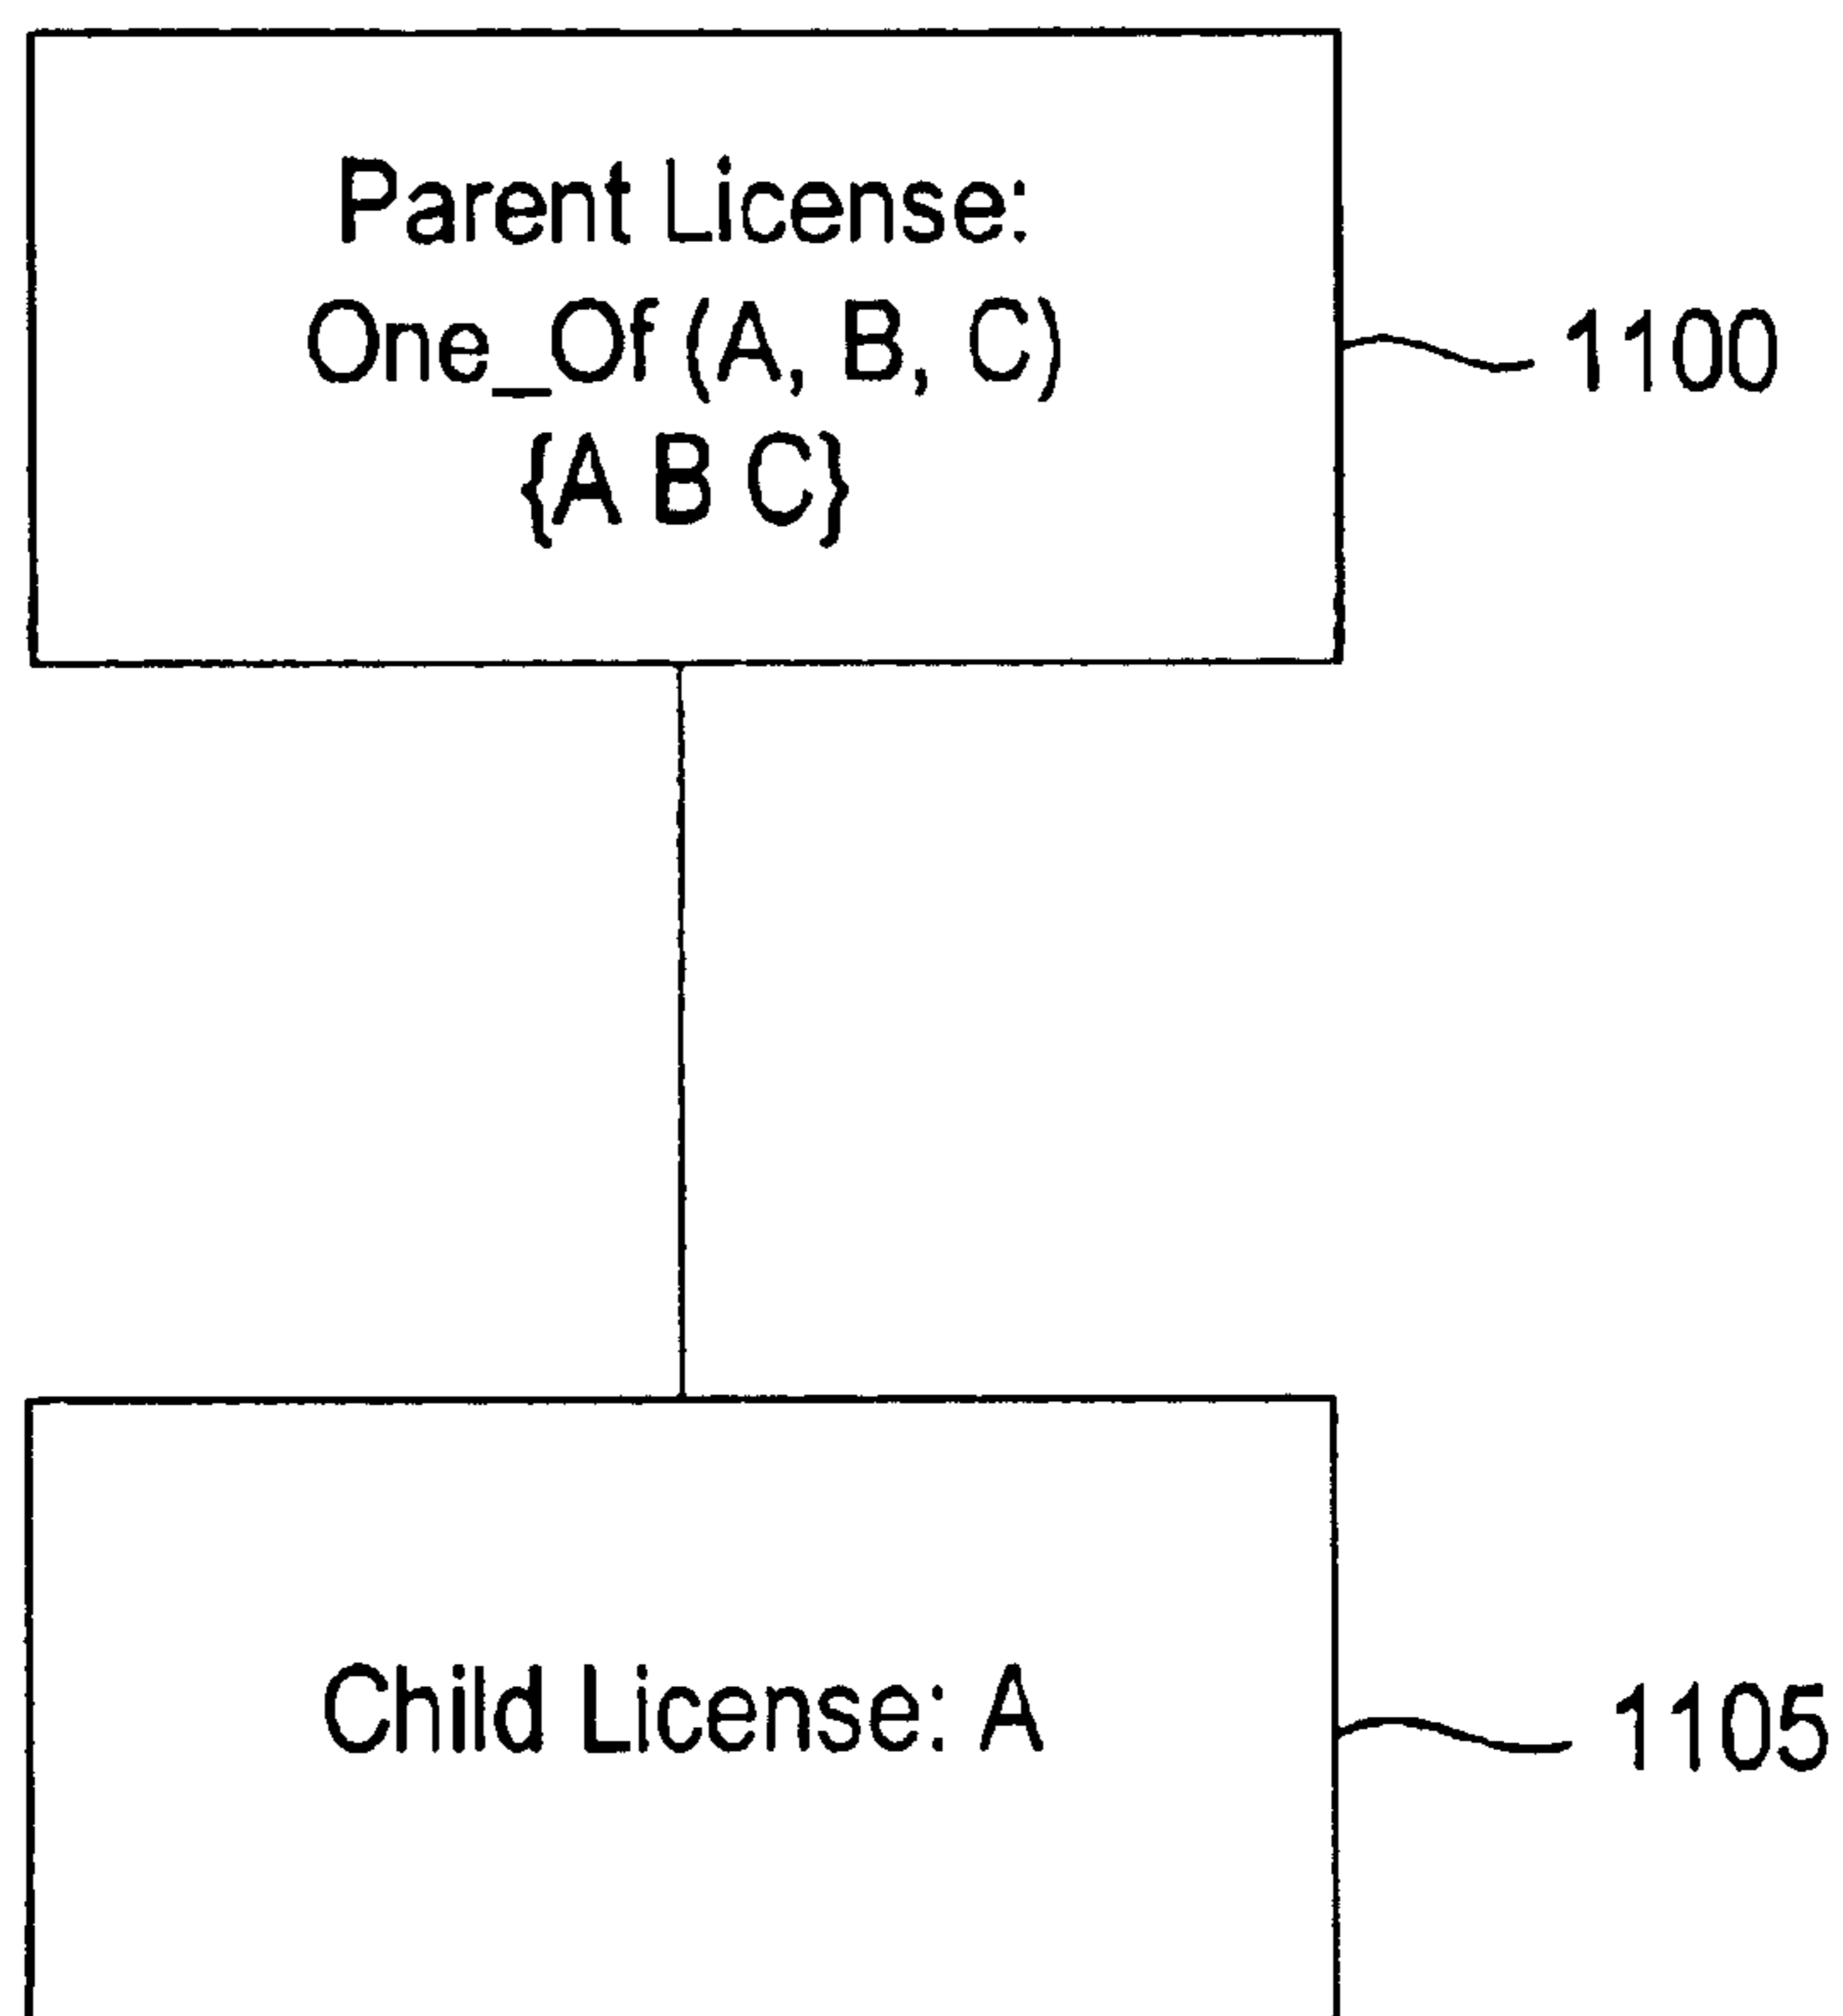 Parent License:
One_Of (A, B, C)
{A B C}
1100
Child License: A
1105